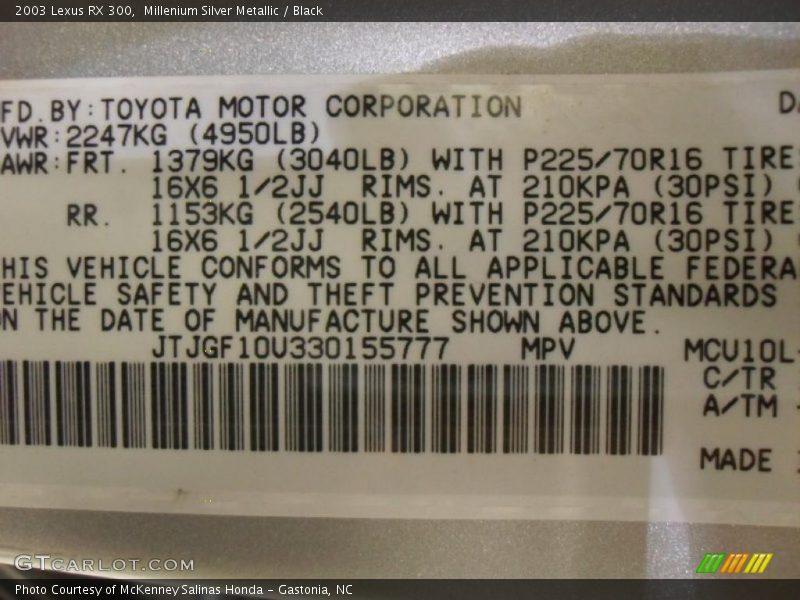 2003 Lexus RX 300,  Millenium Silver Metallic / Black
FD.BY:TOYOTA MOTOR CORPORATION
VWR:2247KG (4950LB)
AWR:FRT. 1379KG (3040LB) WITH P225/70R16 TIRE
16X6 1/2JJ RIMS. AT 210KPA (30PSI)
RR. 1153KG (2540LB) WITH P225/70R16 TIRE
16X6 1/2JJ RIMS. AT 210KPA (30PSI)
HIS VEHICLE CONFORMS TO ALL APPLICABLE FEDERA
EHICLE SAFETY AND THEFT PREVENTION STANDARDS
N THE DATE OF MANUFACTURE SHOWN ABOVE.
JTJGF10U330155777 MPV MCU10L-
C/TR
A/TM -
MADE
GTCARLOT.COM
Photo Courtesy of McKenney Salinas Honda - Gastonia, NC